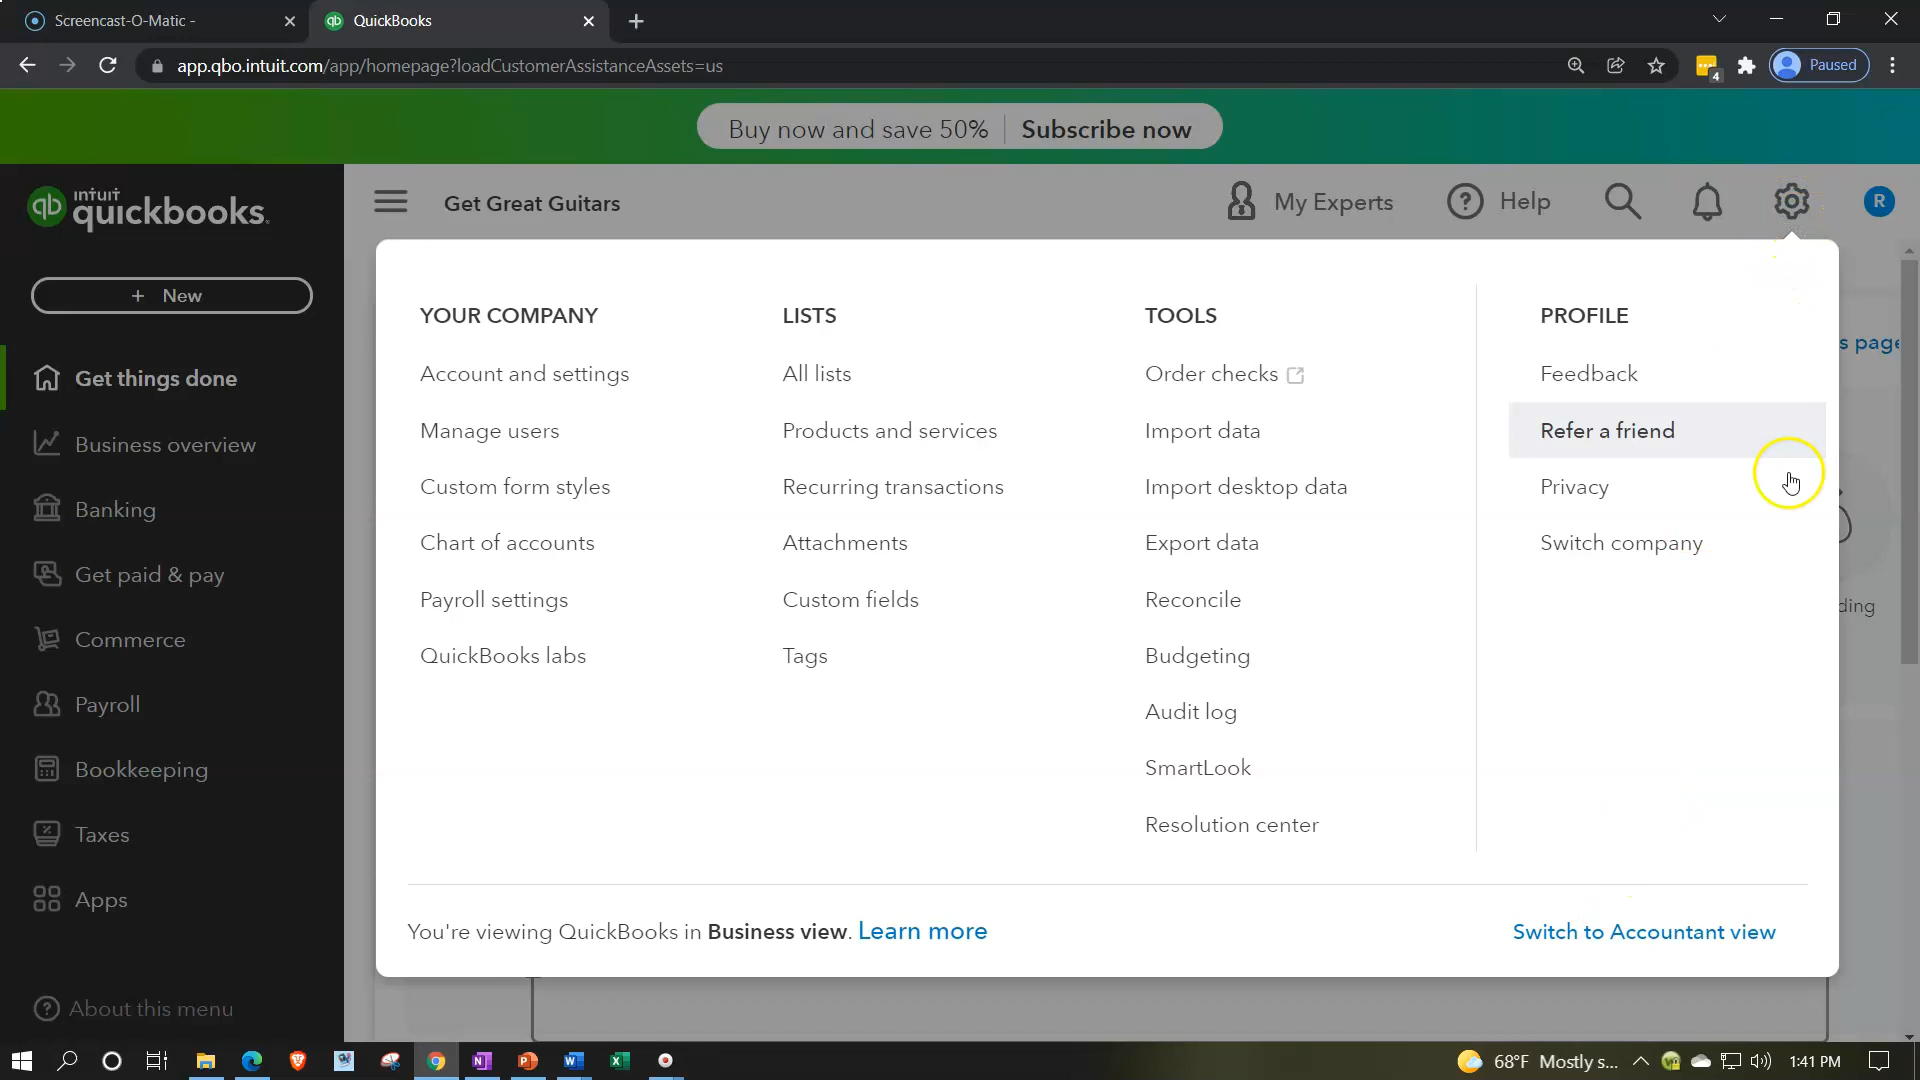 Screencast-O-Matic -
QuickBooks
app.qbo.intuit.com/app/homepage?loadCustomerAssistanceAssets=us
4
Paused
Buy now and save 50%
Subscribe now
qb
intuit
quickbooks.
Get Great Guitars
My Experts
? Help
R
+ New
Get things done
Business overview
Banking
Get paid & pay
Commerce
Payroll
Bookkeeping
Taxes
Apps
? About this menu
YOUR COMPANY
Account and settings
Manage users
Custom form styles
Chart of accounts
Payroll settings
QuickBooks labs
LISTS
All lists
Products and services
Recurring transactions
Attachments
Custom fields
Tags
TOOLS
Order checks
Import data
Import desktop data
Export data
Reconcile
Budgeting
Audit log
SmartLook
Resolution center
PROFILE
Feedback
Refer a friend
Privacy
Switch company
s page
ding
You're viewing QuickBooks in Business view. Learn more
Switch to Accountant view
68°F Mostly s...
1:41 PM